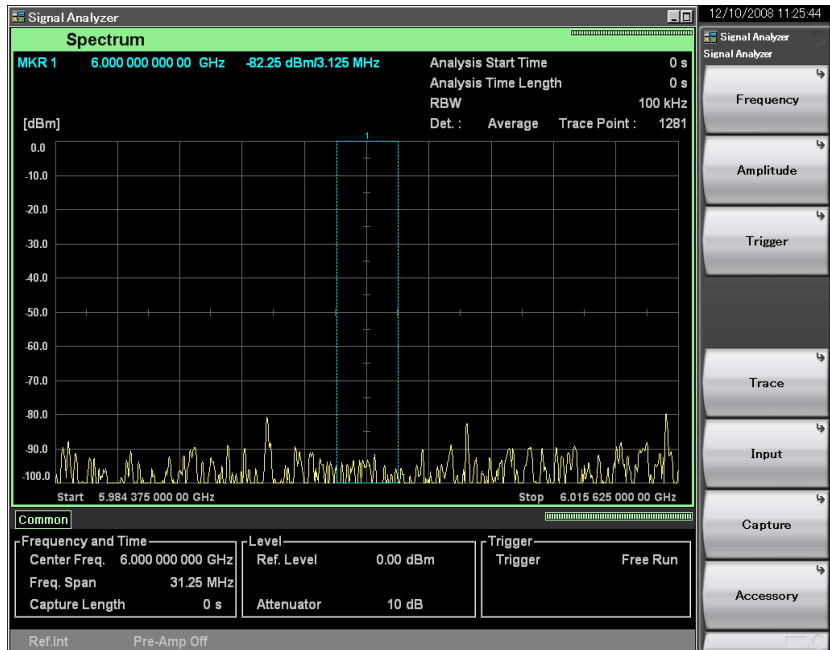 Signal Analyzer
12/10/2008 11:25:44
Spectrum
MKR 1 6.000 000 000 00 GHz -82.25 dBm/3.125 MHz
Analysis Start Time 0 s
Analysis Time Length 0 s
RBW 100 kHz
Det. : Average Trace Point : 1281
[dBm]
1
0.0
-10.0
-20.0
-30.0
-40.0
-50.0
-60.0
-70.0
-80.0
-90.0
-100.0
Start 5.984 375 000 00 GHz
Stop 6.015 625 000 00 GHz
Common
Frequency and Time
Center Freq. 6.000 000 000 GHz
Freq. Span 31.25 MHz
Capture Length 0 s
Level
Ref. Level 0.00 dBm
Attenuator 10 dB
Trigger
Trigger Free Run
Ref.Int Pre-Amp Off
Signal Analyzer
Signal Analyzer
Frequency
Amplitude
Trigger
Trace
Input
Capture
Accessory